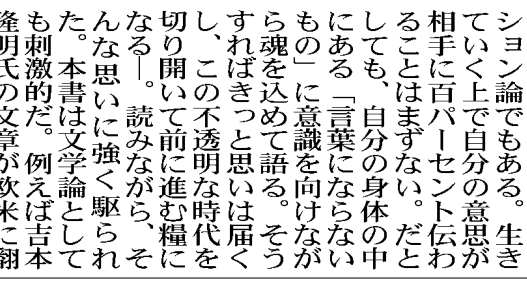 ション論でもある。生き
ていく上で自分の意思が
相手に百パーセント伝わ
ることはまずない。だと
しても、自分の身体の中
にある「言葉にならない
もの」に意識を向けなが
ら魂を込めて語る。そう
すればきっと思いは届く
し、この不透明な時代を
切り開いて前に進む糧に
なる―。読みながら、そ
んな思いに強く駆られ
た。本書は文学論として
も刺激的だ。例えば吉本
隆明氏の文章が欧米に翻